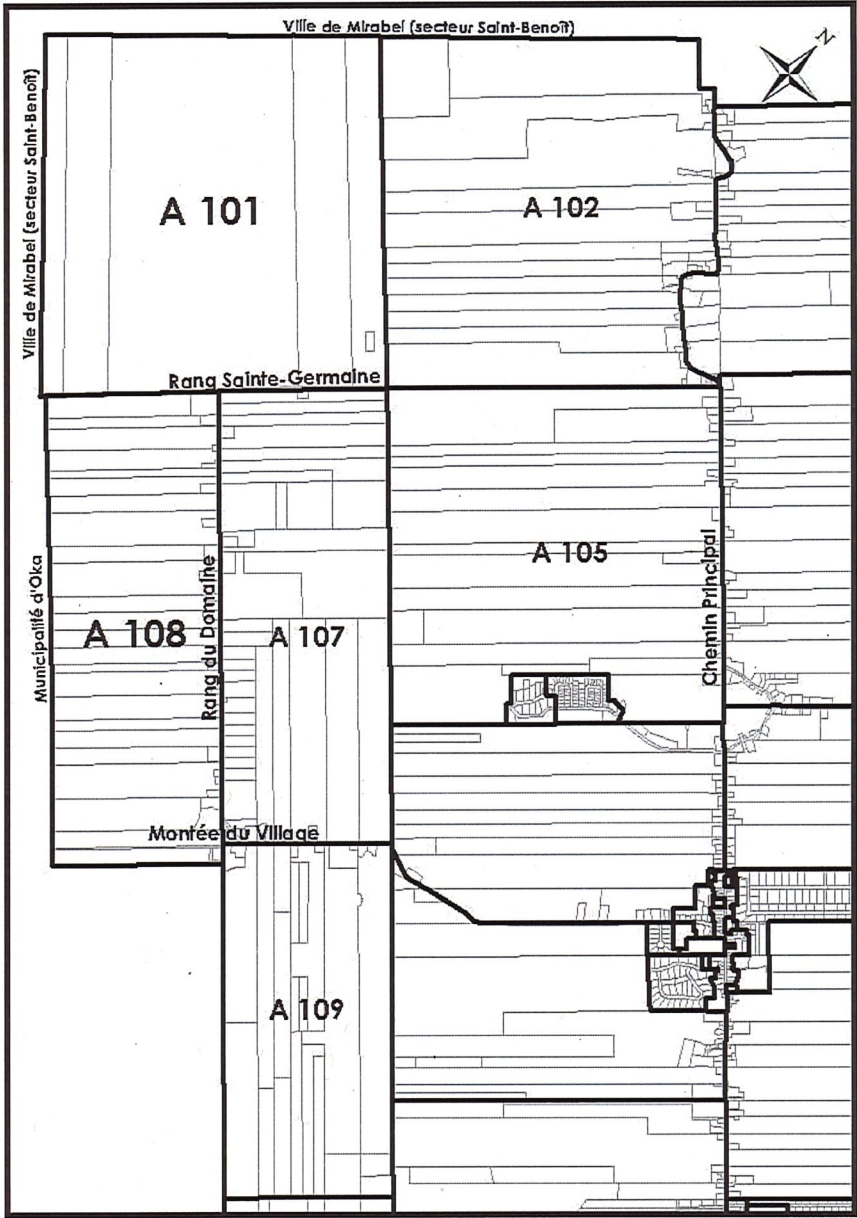 Ville de Mirabel (secteur Saint-Benoît)
N
Ville de Mirabel (secteur Saint-Benoît)
A 101
A 102
Rang Sainte-Germaine
A 105
Chemin Principal
Municipalité d'Oka
A 108
Rang du Domaine
A 107
Montée du Village
A 109